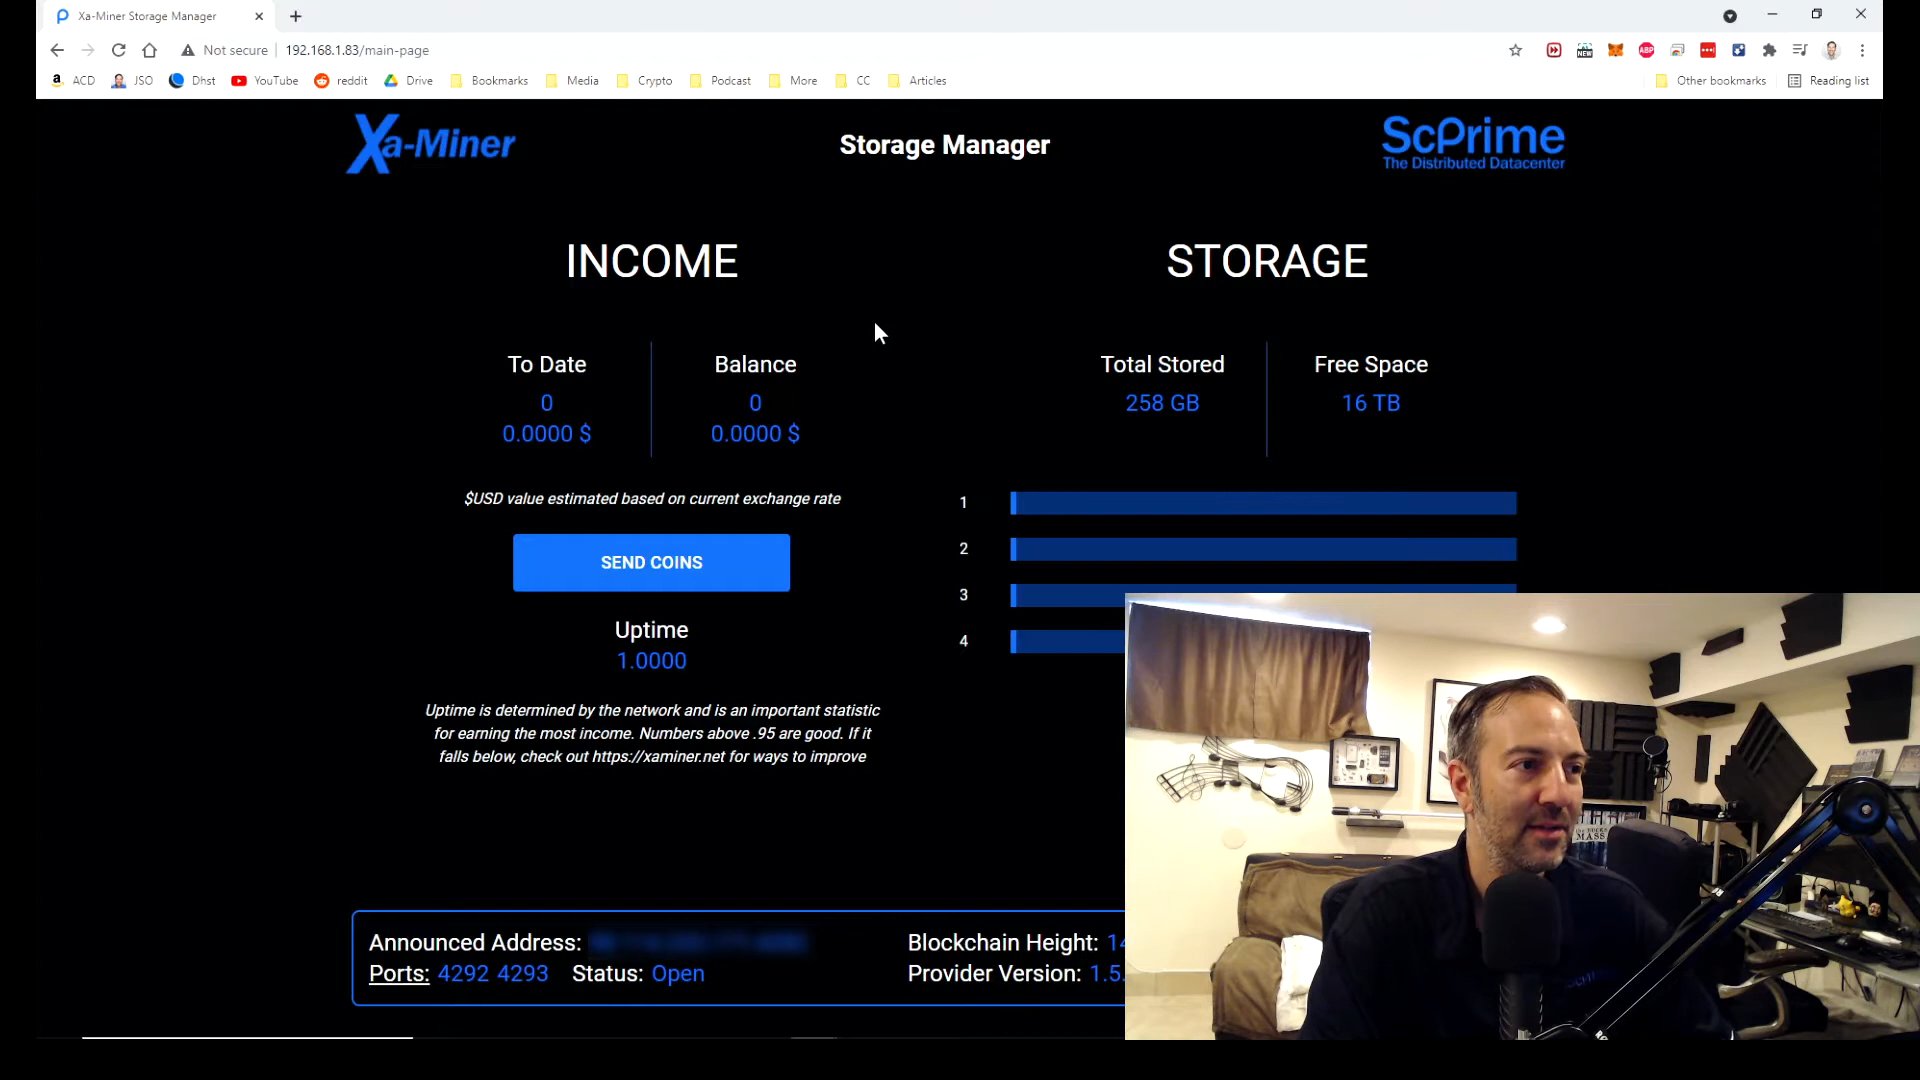 Xa-Miner Storage Manager
Not secure
192.168.1.83/main-page
ABP
NEW
ACD
JSO
Dhst
YouTube
reddit
Drive
Bookmarks
Media
Crypto
Podcast
More
CC
Articles
Other bookmarks
Reading list
Xa-Miner
Storage Manager
ScPrime
The Distributed Datacenter
INCOME
STORAGE
To Date
Balance
Total Stored
Free Space
0
0
258 GB
16 TB
0.0000 $
0.0000 $
$USD value estimated based on current exchange rate
1
2
3
4
SEND COINS
Uptime
1.0000
Uptime is determined by the network and is an important statistic
for earning the most income. Numbers above .95 are good. If it
falls below, check out https://xaminer.net for ways to improve
Announced Address:
Blockchain Height: 14
Ports: 4292 4293 Status: Open
Provider Version: 1.5.
MASS